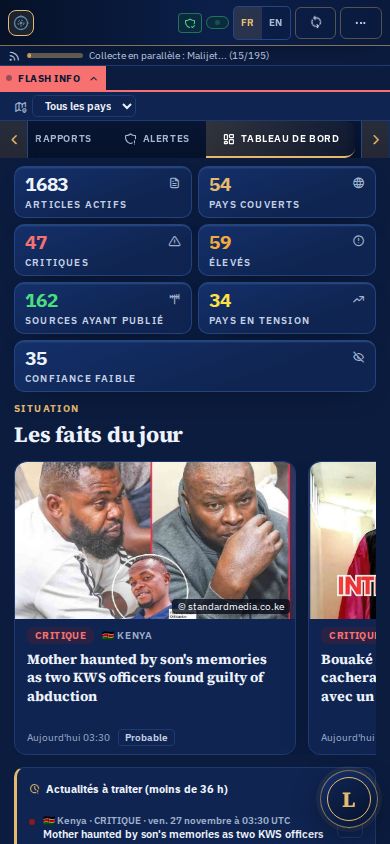 FR
EN
Collecte en parallèle : Malijet... (15/195)
FLASH INFO
Tous les pays
RAPPORTS
ALERTES
TABLEAU DE BORD
1683
ARTICLES ACTIFS
54
PAYS COUVERTS
47
CRITIQUES
59
ÉLEVÉS
162
SOURCES AYANT PUBLIÉ
34
PAYS EN TENSION
35
CONFIANCE FAIBLE
SITUATION
Les faits du jour
© standardmedia.co.ke
CRITIQUE
KENYA
Mother haunted by son's memories
as two KWS officers found guilty of
abduction
Aujourd'hui 03:30
Probable
Bouaké
avec un
Aujourd'hui
Actualités à traiter (moins de 36 h)
L
Kenya · CRITIQUE · ven. 27 novembre à 03:30 UTC
Mother haunted by son's memories as two KWS officers